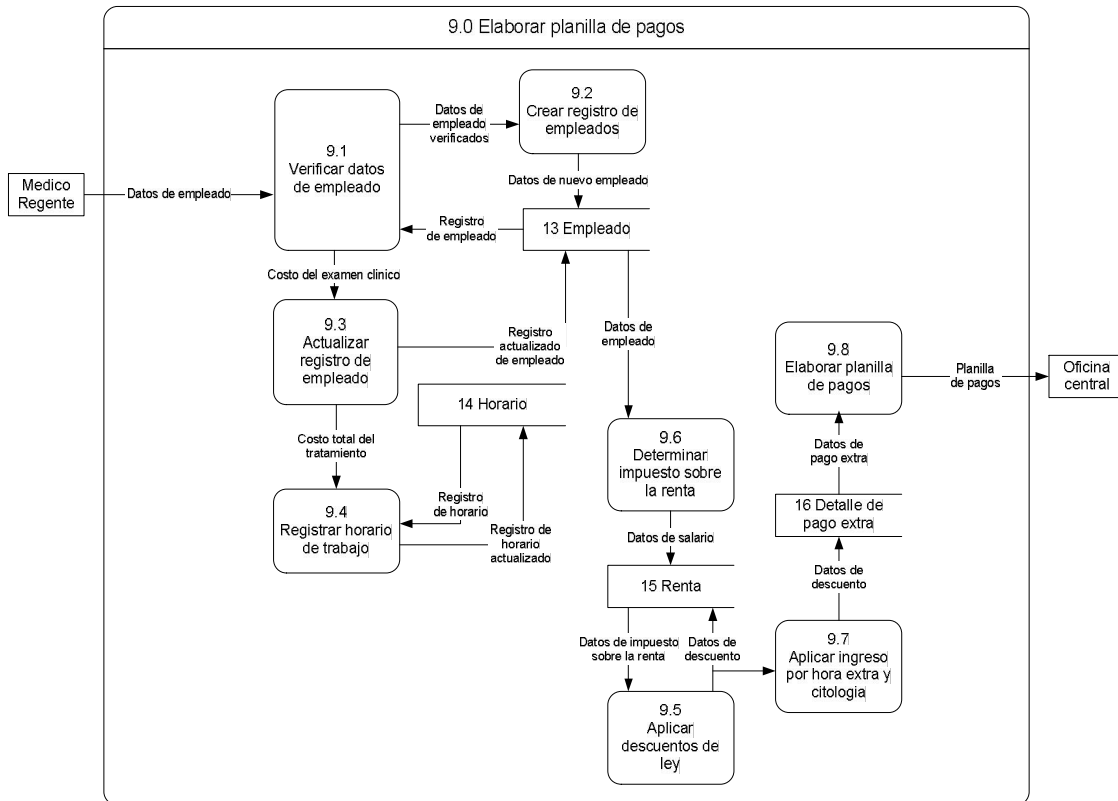 9.0 Elaborar planilla de pagos
Medico
Regente
Datos de empleado
9.1
Verificar datos
de empleado
Datos de
empleado
verificados
9.2
Crear registro de
empleados
Datos de nuevo empleado
Registro
de empleado
13 Empleado
Costo del examen clinico
9.3
Actualizar
registro de
empleado
Registro
actualizado
de empleado
Datos de
empleado
14 Horario
Costo total del
tratamiento
9.4
Registrar horario
de trabajo
Registro
de horario
Registro de
horario
actualizado
9.6
Determinar
impuesto sobre
la renta
Datos de salario
15 Renta
Datos de impuesto
sobre la renta
Datos de
descuento
9.5
Aplicar
descuentos de
ley
9.7
Aplicar ingreso
por hora extra y
citologia
Datos de
descuento
16 Detalle de
pago extra
Datos de
pago extra
9.8
Elaborar planilla
de pagos
Planilla
de pagos
Oficina
central